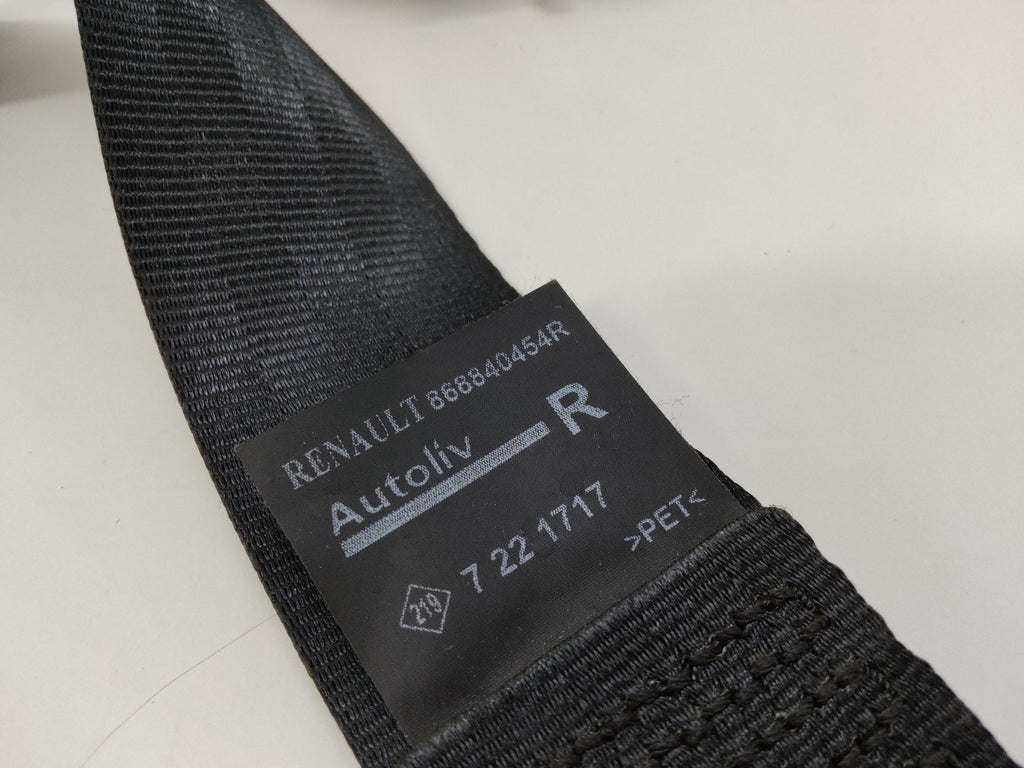 RENAULT 868840454R
Autoliv R
219 7 22 1717
>PET<